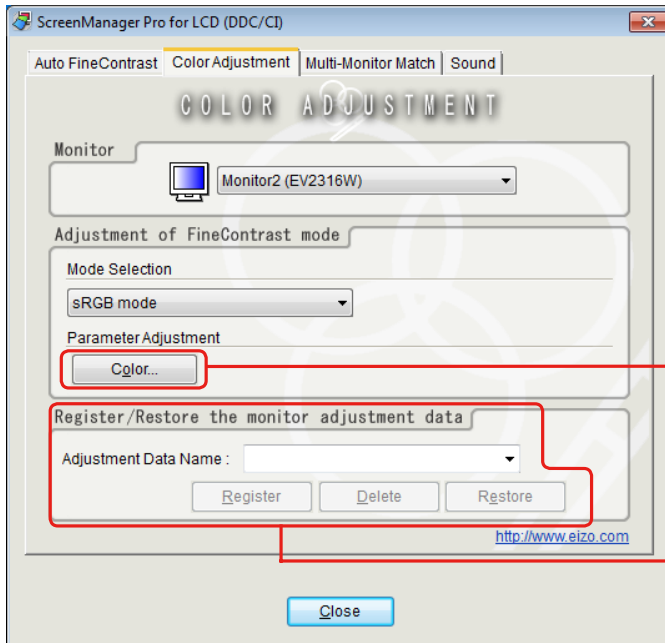 ScreenManager Pro for LCD (DDC/CI)
Auto FineContrast Color Adjustment Multi-Monitor Match Sound
COLOR ADJUSTMENT
Monitor
Monitor2 (EV2316W)
Adjustment of FineContrast mode
Mode Selection
sRGB mode
Parameter Adjustment
Color...
Register/Restore the monitor adjustment data
Adjustment Data Name :
Register Delete Restore
http://www.eizo.com
Close